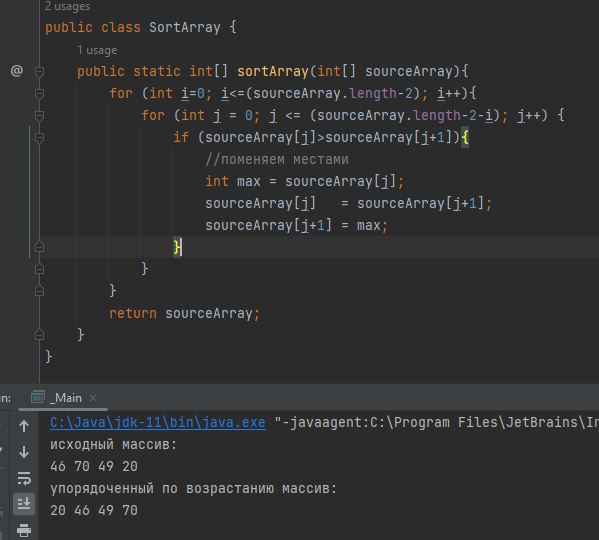 2 usages
public class SortArray {
1 usage
@ public static int[] sortArray(int[] sourceArray){
for (int i=0; i<=(sourceArray.length-2); i++){
for (int j = 0; j <= (sourceArray.length-2-i); j++) {
if (sourceArray[j]>sourceArray[j+1]){
//поменяем местами
int max = sourceArray[j];
sourceArray[j]   = sourceArray[j+1];
sourceArray[j+1] = max;
}
}
}
return sourceArray;
}
}
_Main ×
C:\Java\jdk-11\bin\java.exe "-javaagent:C:\Program Files\JetBrains\
исходный массив:
46 70 49 20
упорядоченный по возрастанию массив:
20 46 49 70